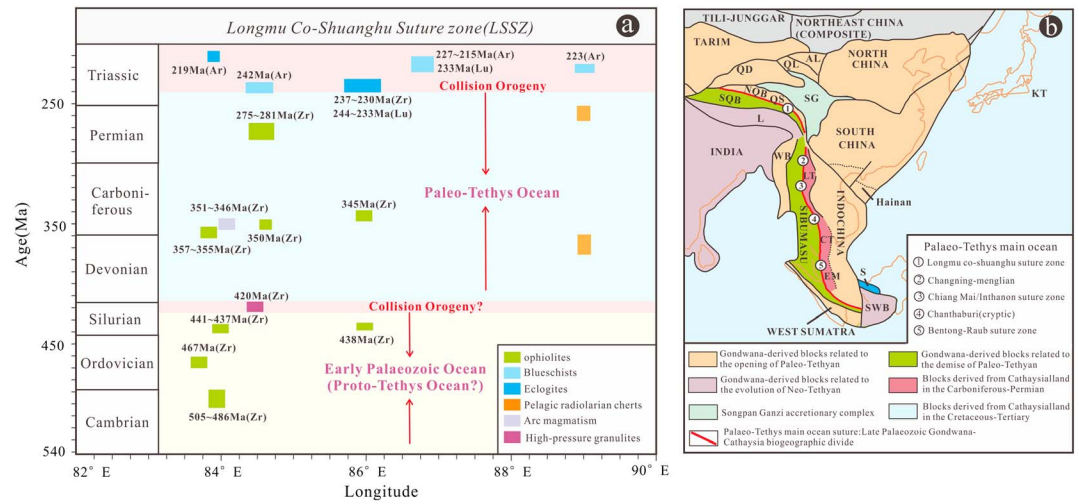 Longmu Co-Shuanghu Suture zone(LSSZ)
a
Age(Ma)
Triassic
250
Permian
Carboni-
ferous
350
Devonian
Silurian
450
Ordovician
Cambrian
540
219Ma(Ar)
242Ma(Ar)
227~215Ma(Ar)
233Ma(Lu)
223(Ar)
237~230Ma(Zr)
244~233Ma(Lu)
Collision Orogeny
275~281Ma(Zr)
Paleo-Tethys Ocean
351~346Ma(Zr)
345Ma(Zr)
357~355Ma(Zr)
350Ma(Zr)
420Ma(Zr)
Collision Orogeny?
441~437Ma(Zr)
438Ma(Zr)
467Ma(Zr)
Early Palaeozoic Ocean
(Proto-Tethys Ocean?)
505~486Ma(Zr)
ophiolites
Blueschists
Eclogites
Pelagic radiolarian cherts
Arc magmatism
High-pressure granulites
82° E
84° E
86° E
88° E
90° E
Longitude
b
TILI-JUNGGAR
NORTHEAST CHINA
(COMPOSITE)
TARIM
AL
QL
NORTH
CHINA
QD
NQB
QS
SG
KT
SQB
1
L
SOUTH
CHINA
INDIA
WB
2
LT
3
Hainan
SIBUMASU
INDOCHINA
4
CT
5
EM
S
SWB
WEST SUMATRA
Palaeo-Tethys main ocean
1 Longmu co-shuanghu suture zone
2 Changning-menglian
3 Chiang Mai/Inthanon suture zone
4 Chanthaburi(cryptic)
5 Bentong-Raub suture zone
Gondwana-derived blocks related to
the opening of Paleo-Tethyan
Gondwana-derived blocks related to
the demise of Paleo-Tethys
Gondwana-derived blocks related to
the evolution of Neo-Tethyan
Blocks derived from Cathaysialland
in the Carboniferous-Permian
Songpan Ganzi accretionary complex
Blocks derived from Cathaysialland
in the Cretaceous-Tertiary
Palaeo-Tethys main ocean suture:Late Palaeozoic Gondwana-
Cathaysia biogeographic divide